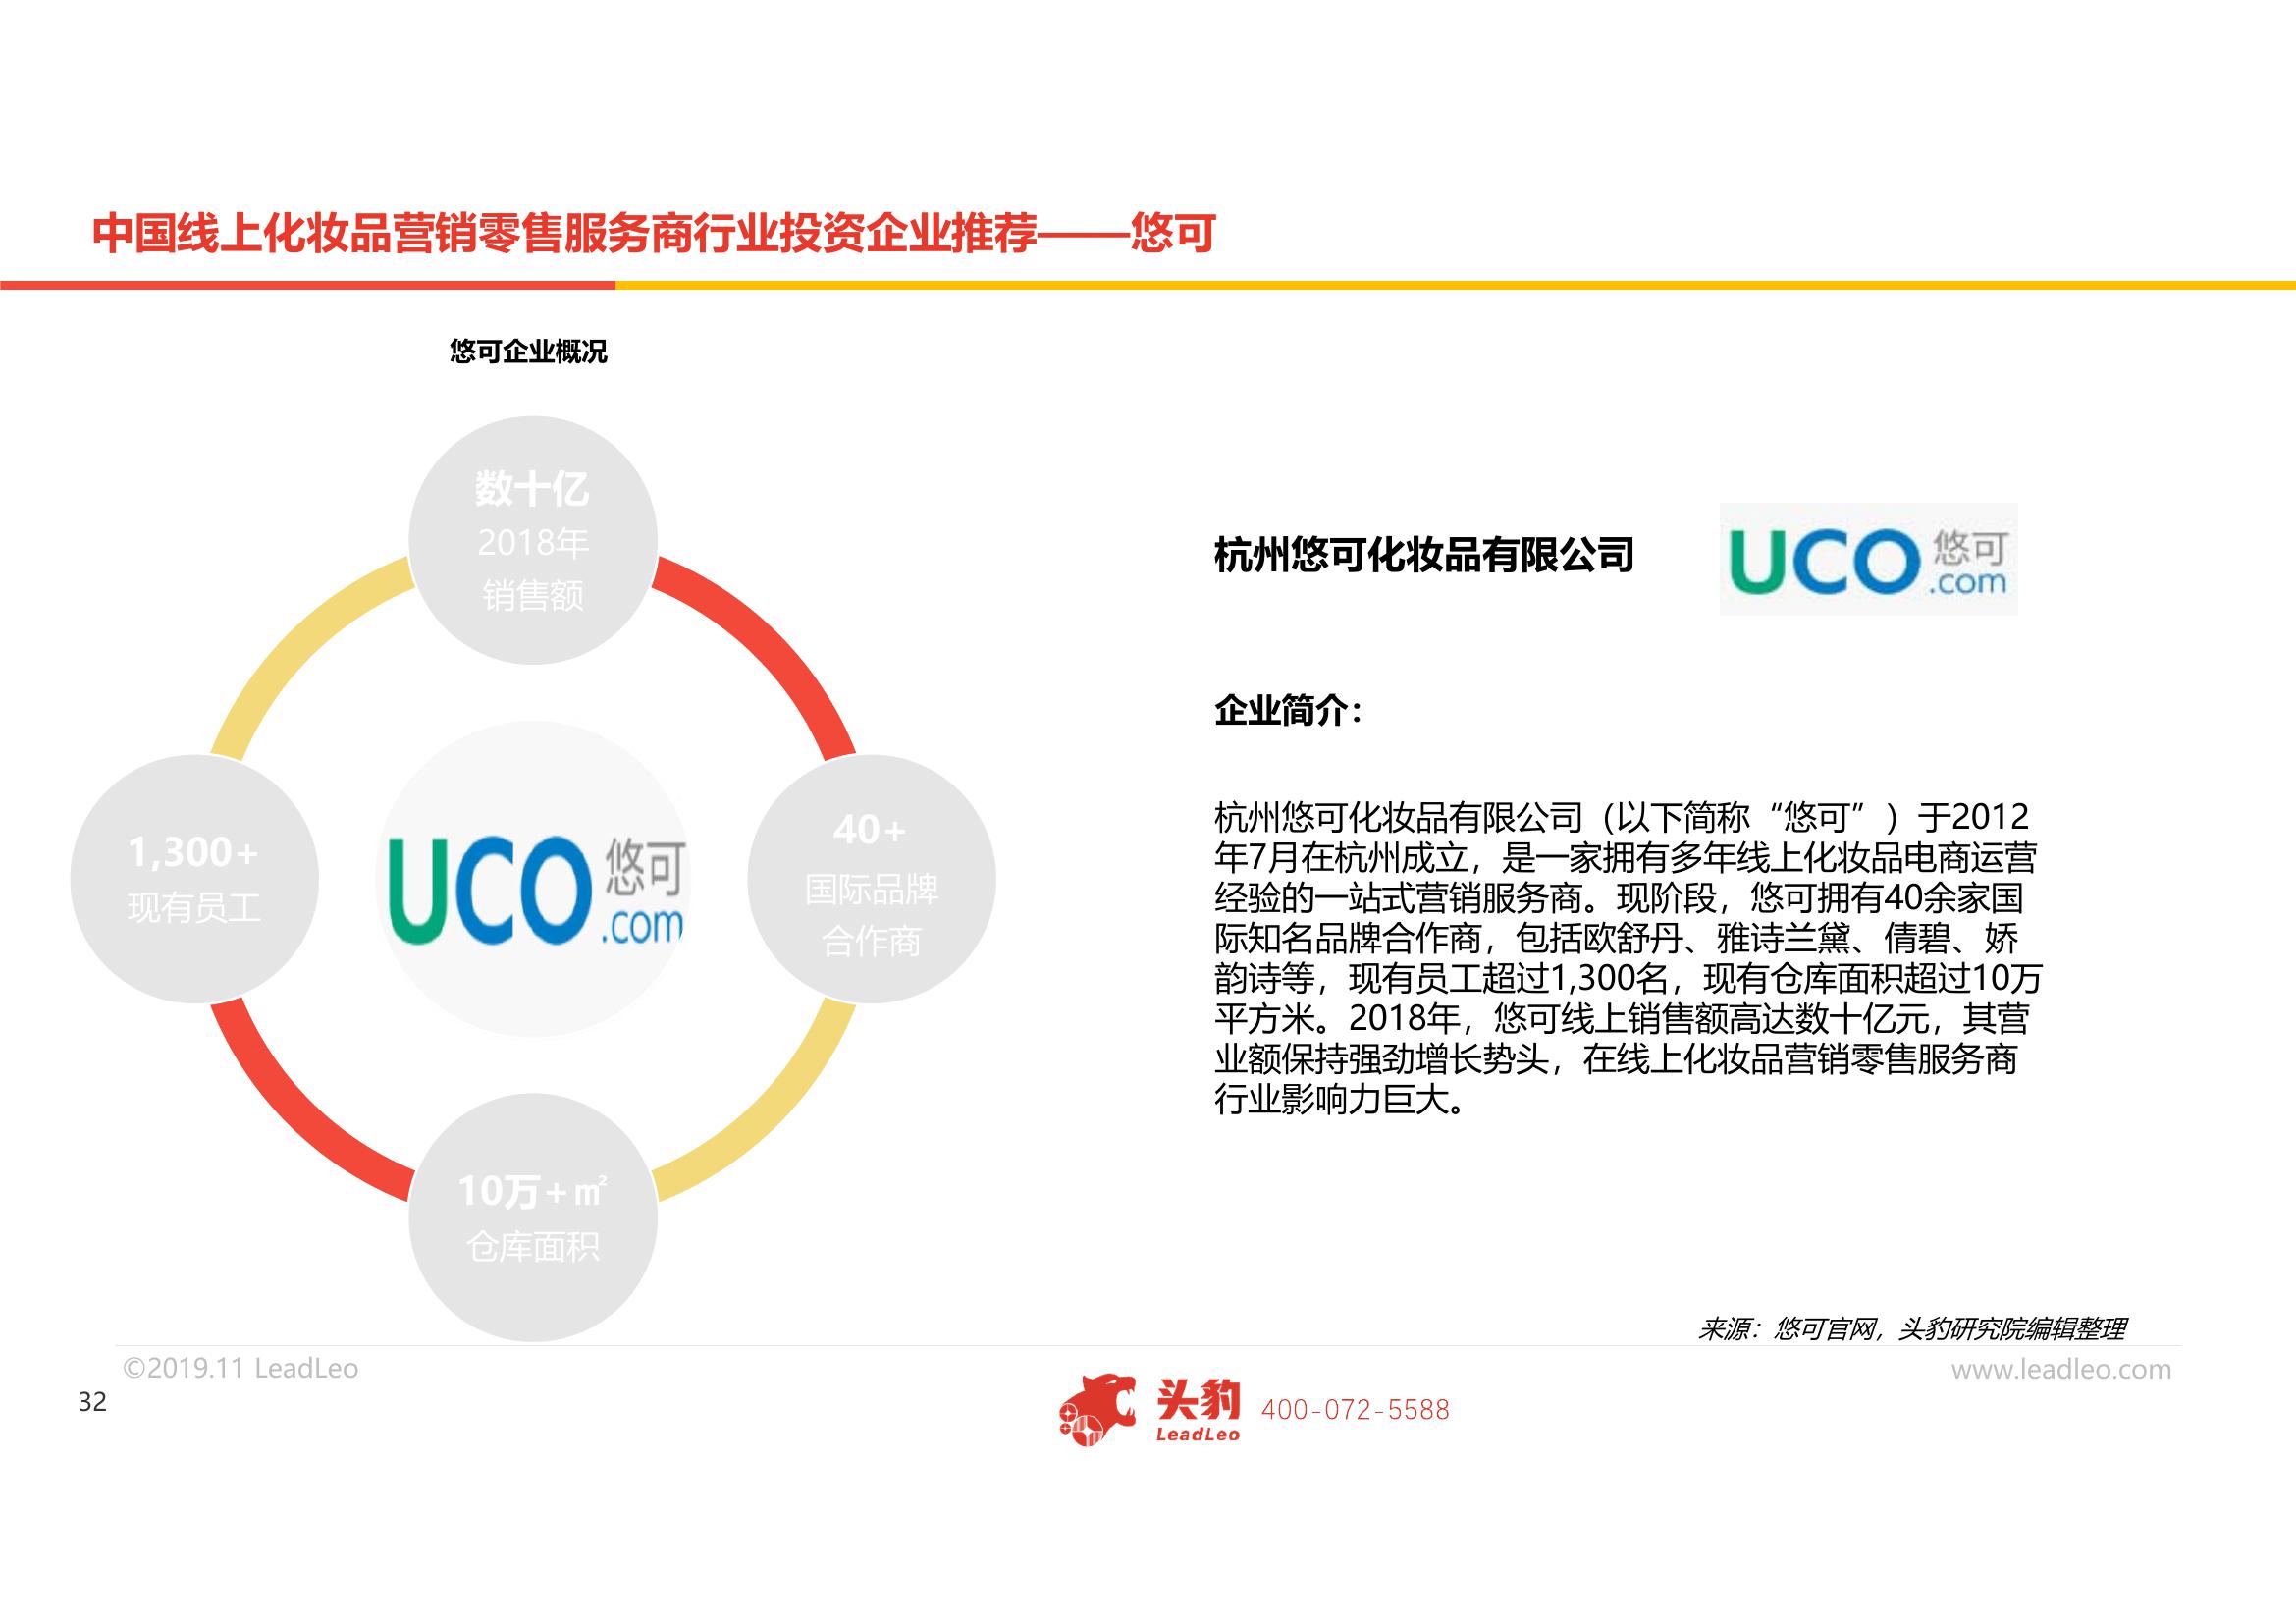 中国线上化妆品营销零售服务商行业投资企业推荐——悠可
悠可企业概况
数十亿
2018年
销售额
1,300+
现有员工
UCO悠可
.com
40+
国际品牌
合作商
10万+㎡
仓库面积
杭州悠可化妆品有限公司
UCO悠可
.com
企业简介：
杭州悠可化妆品有限公司（以下简称“悠可”）于2012
年7月在杭州成立，是一家拥有多年线上化妆品电商运营
经验的一站式营销服务商。现阶段，悠可拥有40余家国
际知名品牌合作商，包括欧舒丹、雅诗兰黛、倩碧、娇
韵诗等，现有员工超过1,300名，现有仓库面积超过10万
平方米。2018年，悠可线上销售额高达数十亿元，其营
业额保持强劲增长势头，在线上化妆品营销零售服务商
行业影响力巨大。
来源：悠可官网，头豹研究院编辑整理
©2019.11 LeadLeo
www.leadleo.com
32
头豹
LeadLeo
400-072-5588